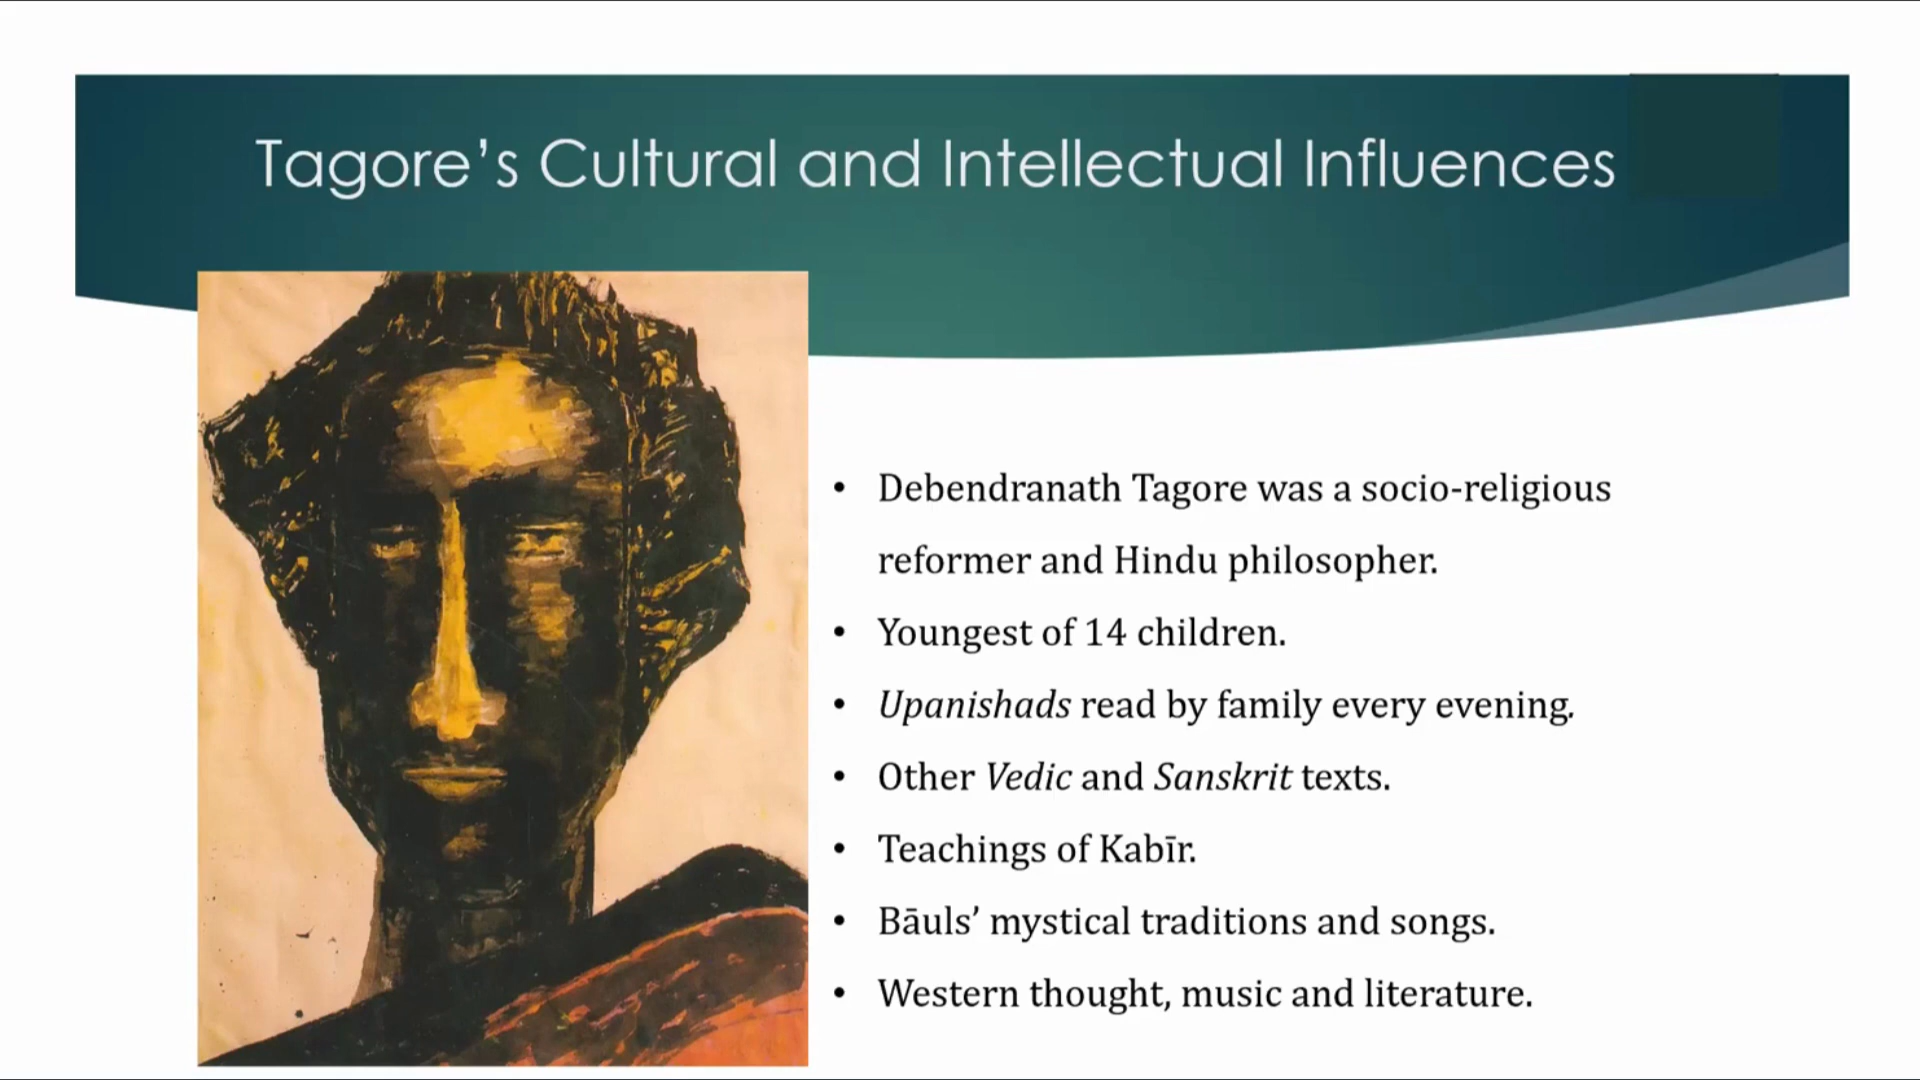 Tagore’s Cultural and Intellectual Influences
• Debendranath Tagore was a socio-religious
reformer and Hindu philosopher.
• Youngest of 14 children.
• Upanishads read by family every evening.
• Other Vedic and Sanskrit texts.
• Teachings of Kabīr.
• Bāuls’ mystical traditions and songs.
• Western thought, music and literature.